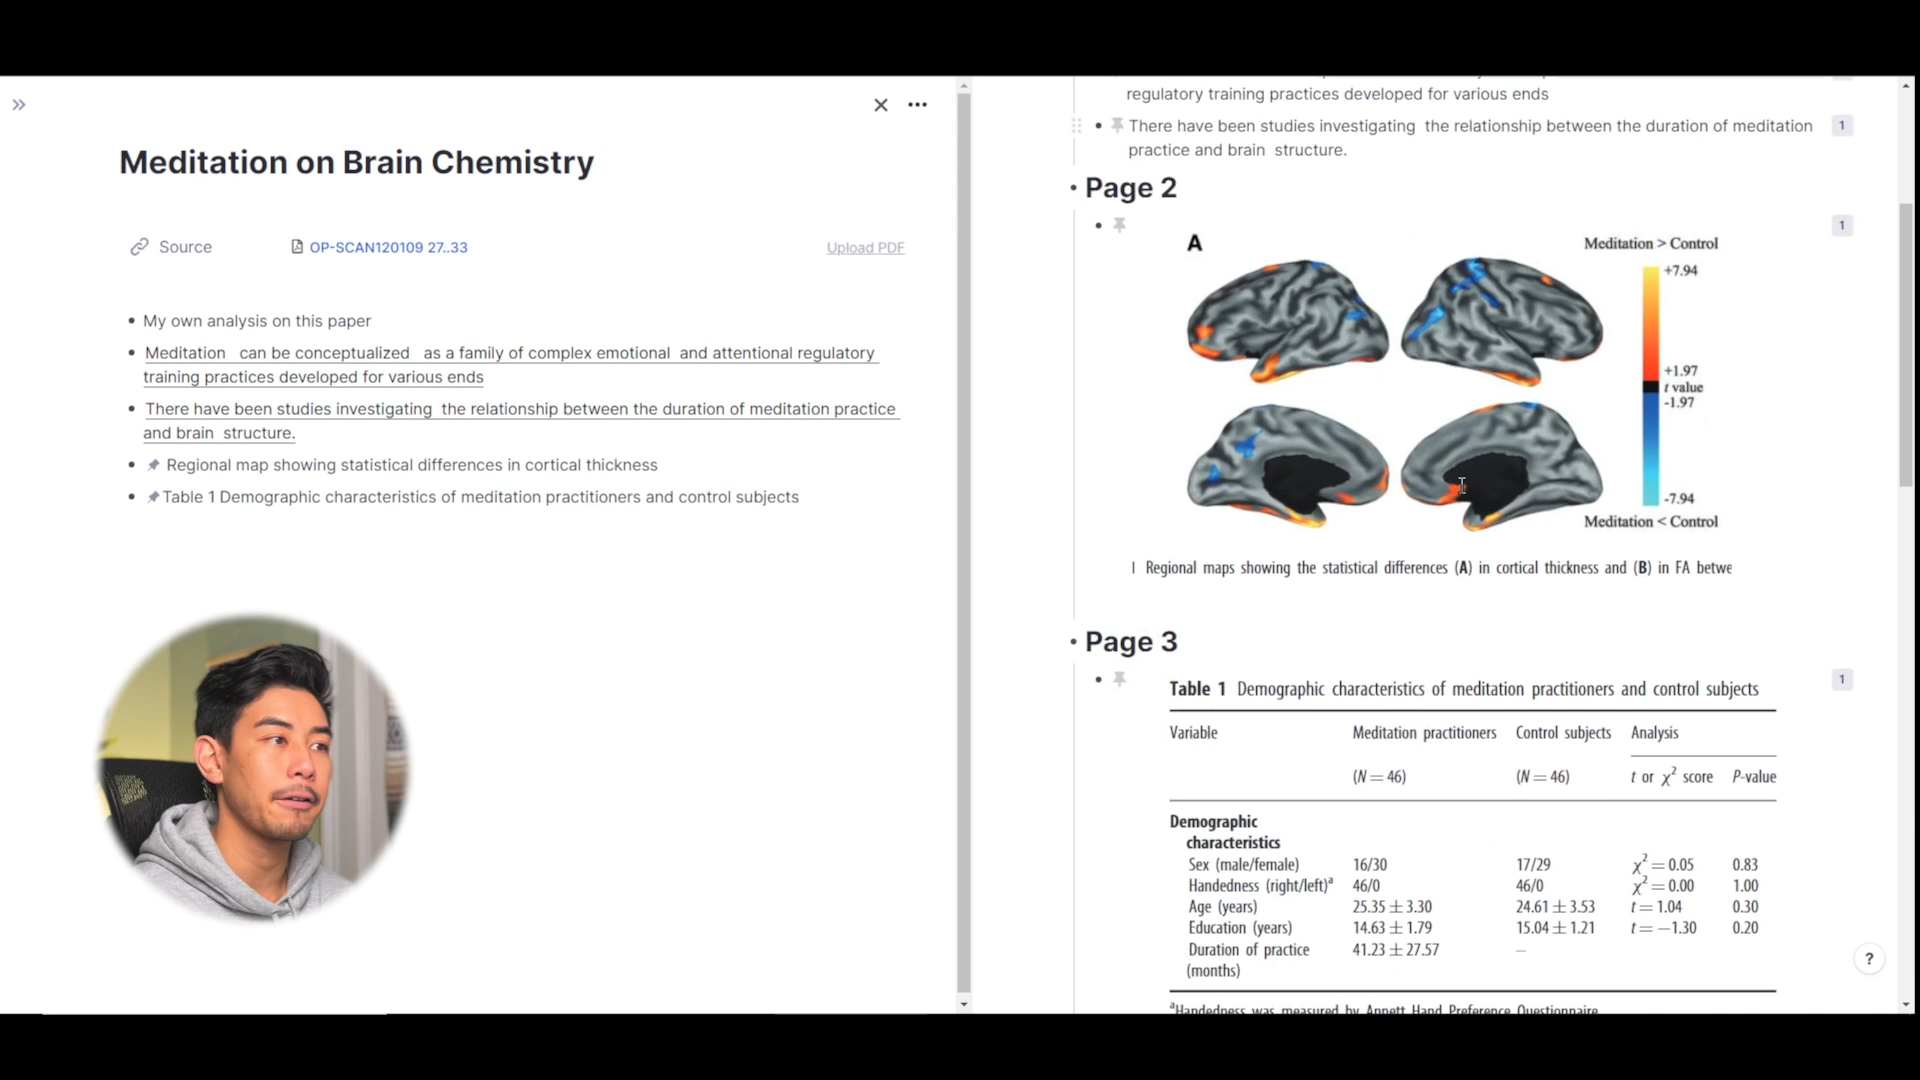 Meditation on Brain Chemistry
Source
OP-SCAN120109 27..33
Upload PDF
• My own analysis on this paper
• Meditation can be conceptualized as a family of complex emotional and attentional regulatory
training practices developed for various ends
• There have been studies investigating the relationship between the duration of meditation practice
and brain structure.
• Regional map showing statistical differences in cortical thickness
• Table 1 Demographic characteristics of meditation practitioners and control subjects
regulatory training practices developed for various ends
• There have been studies investigating the relationship between the duration of meditation
practice and brain structure.
1
• Page 2
1
A
Meditation > Control
+7.94
+1.97
t value
-1.97
-7.94
Meditation < Control
Regional maps showing the statistical differences (A) in cortical thickness and (B) in FA betwe
• Page 3
1
Table 1 Demographic characteristics of meditation practitioners and control subjects
Variable Meditation practitioners Control subjects Analysis
(N = 46) (N = 46) t or χ² score P-value
Demographic
characteristics
Sex (male/female) 16/30 17/29 χ² = 0.05 0.83
Handedness (right/left)ᵃ 46/0 46/0 χ² = 0.00 1.00
Age (years) 25.35 ± 3.30 24.61 ± 3.53 t = 1.04 0.30
Education (years) 14.63 ± 1.79 15.04 ± 1.21 t = −1.30 0.20
Duration of practice 41.23 ± 27.57 –
(months)
ᵃHandedness was measured by Annett Hand Preference Questionnaire
?